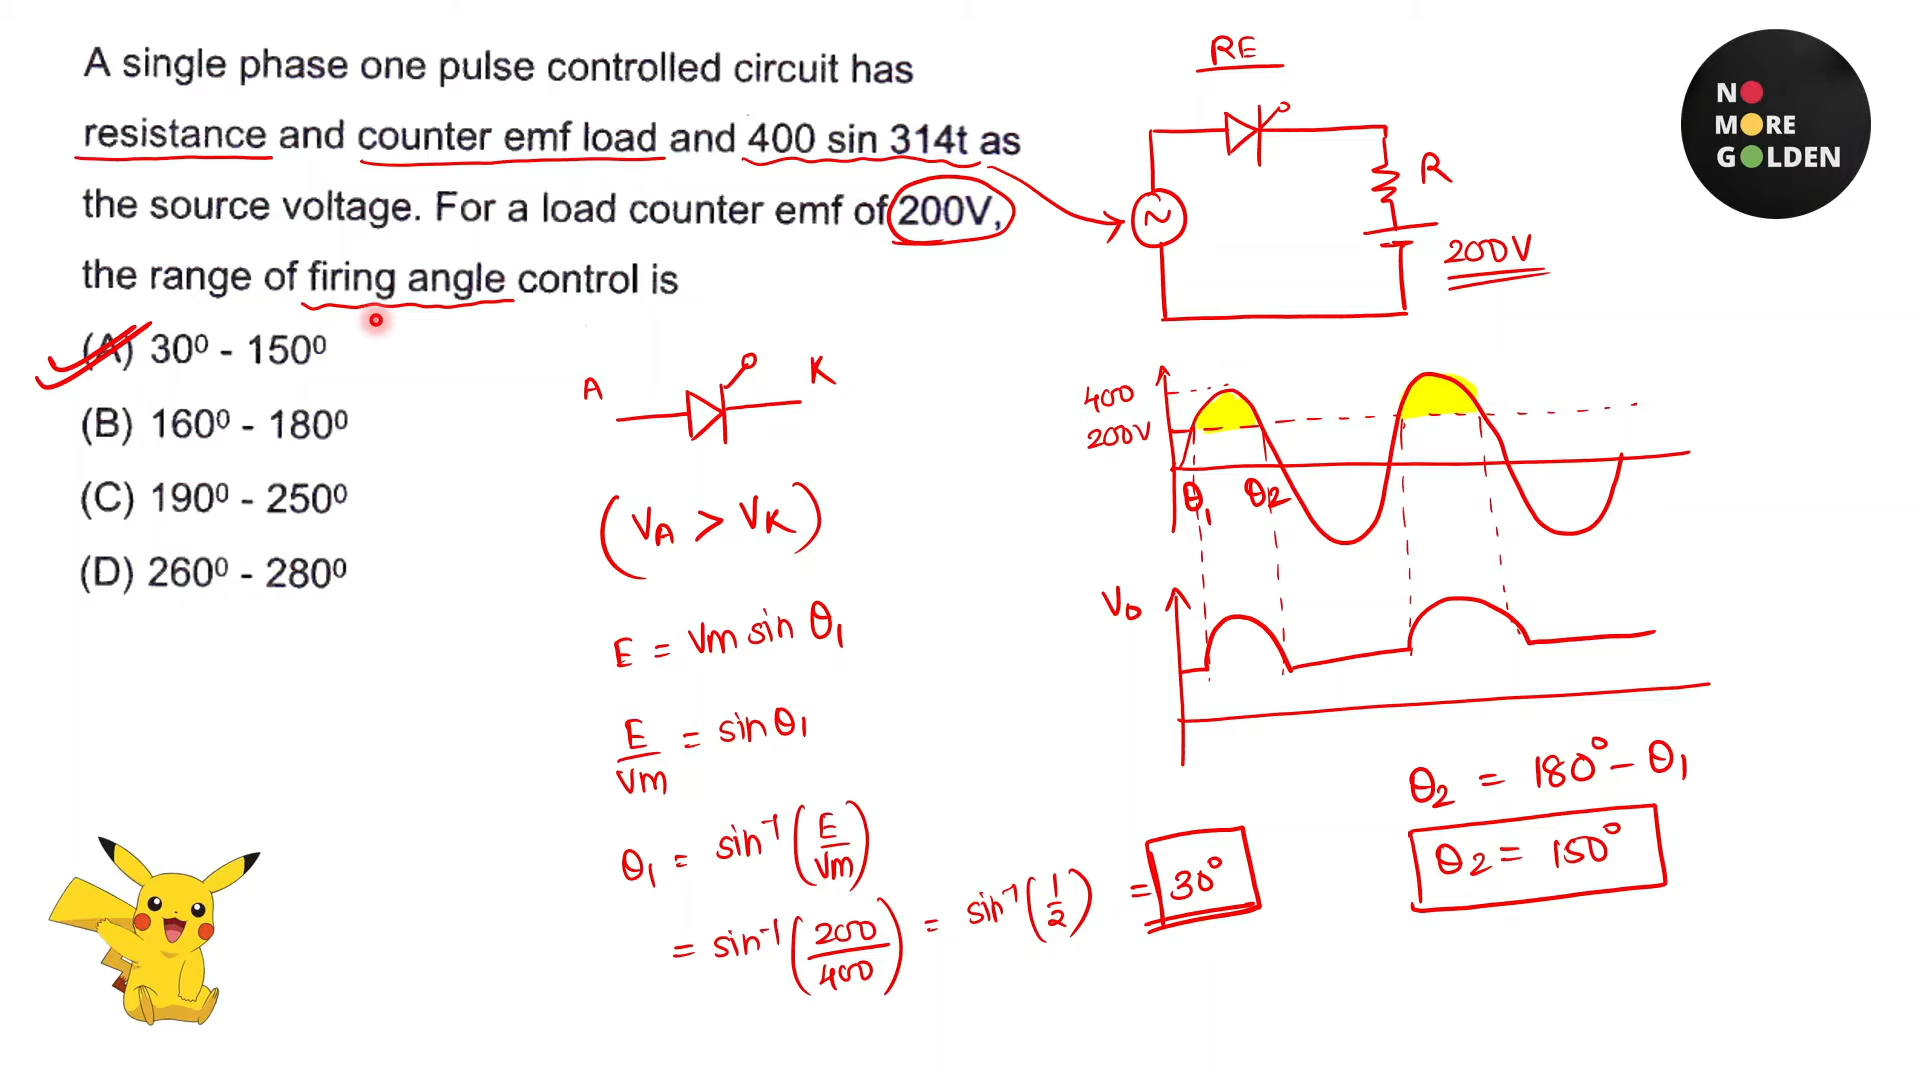 A single phase one pulse controlled circuit has
resistance and counter emf load and 400 sin 314t as
the source voltage. For a load counter emf of 200V,
the range of firing angle control is
(A) 30⁰ - 150⁰
(B) 160⁰ - 180⁰
(C) 190⁰ - 250⁰
(D) 260⁰ - 280⁰
RE
R
200V
NO
MORE
GOLDEN
A
K
(VA > VK)
E = Vm sin θ1
E/Vm = sin θ1
θ1 = sin⁻¹(E/Vm)
= sin⁻¹(200/400) = sin⁻¹(1/2) = 30°
400
200V
θ1
θ2
V0
θ2 = 180° - θ1
θ2 = 150°